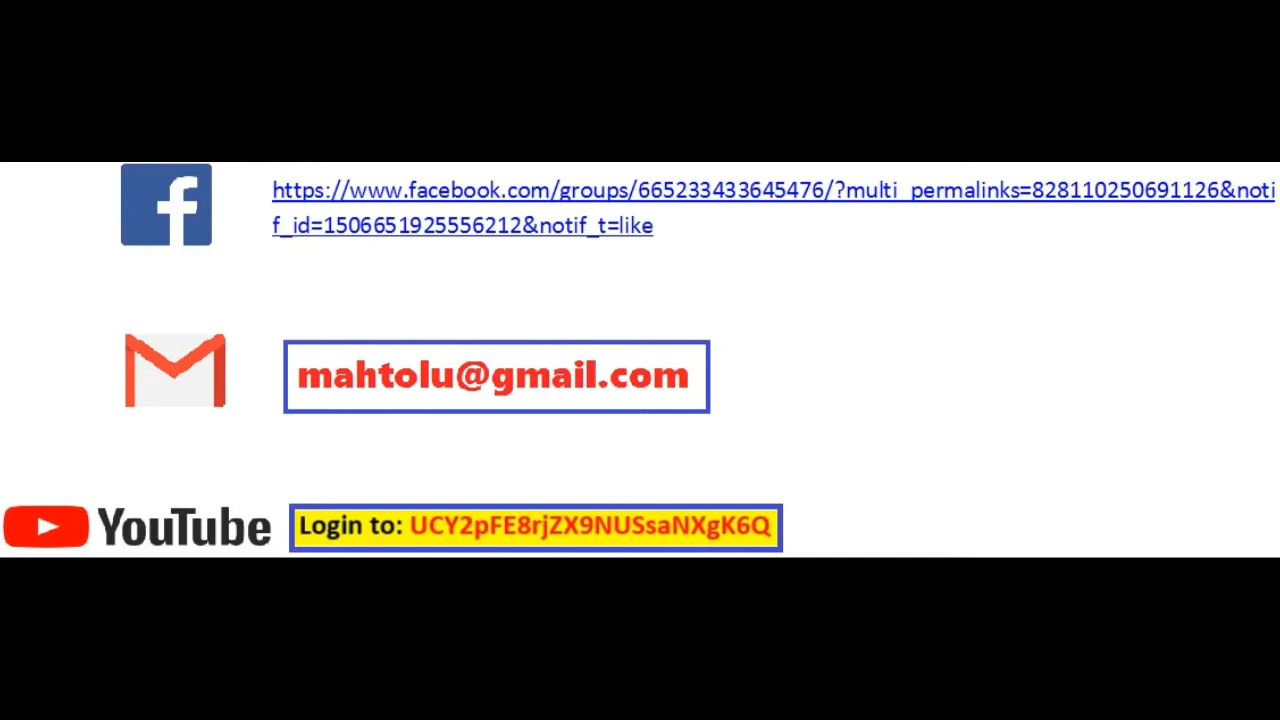 https://www.facebook.com/groups/665233433645476/?multi_permalinks=828110250691126&noti
f_id=1506651925556212&notif_t=like
mahtolu@gmail.com
YouTube Login to: UCY2pFE8rjZX9NUSsaNXgK6Q